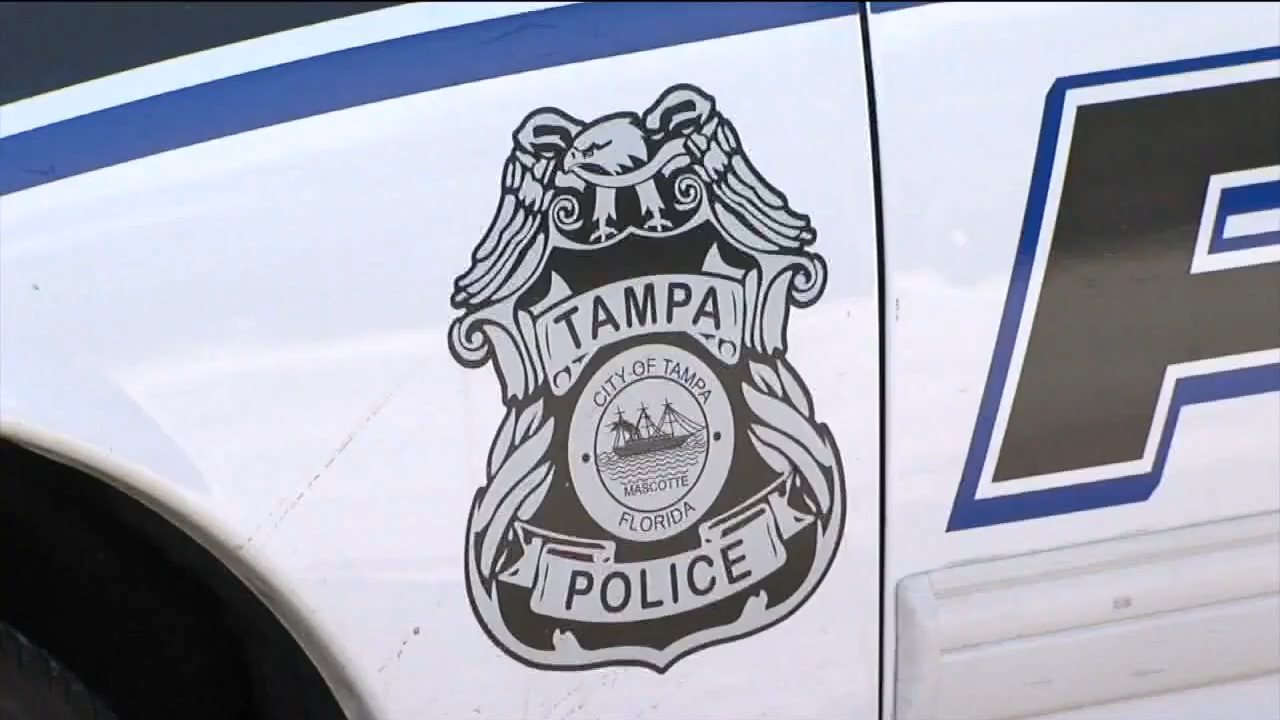 TAMPA
CITY OF TAMPA
MASCOTTE
FLORIDA
POLICE
P